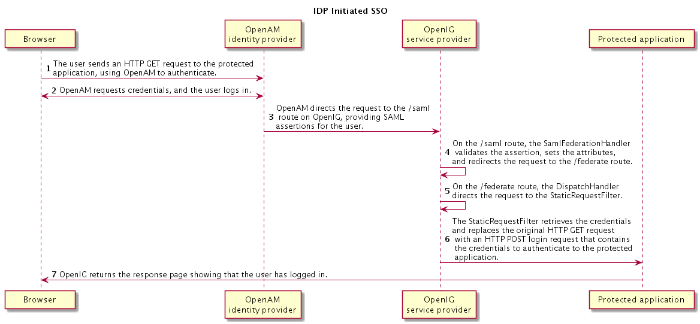 IDP Initiated SSO
Browser
OpenAM
identity provider
OpenIG
service provider
Protected application
1 The user sends an HTTP GET request to the protected
application, using OpenAM to authenticate.
2 OpenAM requests credentials, and the user logs in.
OpenAM directs the request to the /saml
3 route on OpenIG, providing SAML
assertions for the user.
On the /saml route, the SamlFederationHandler
4 validates the assertion, sets the attributes,
and redirects the request to the /federate route.
5 On the /federate route, the DispatchHandler
directs the request to the StaticRequestFilter.
The StaticRequestFilter retrieves the credentials
and replaces the original HTTP GET request
6 with an HTTP POST login request that contains
the credentials to authenticate to the protected
application.
7 OpenIG returns the response page showing that the user has logged in.
Browser
OpenAM
identity provider
OpenIG
service provider
Protected application